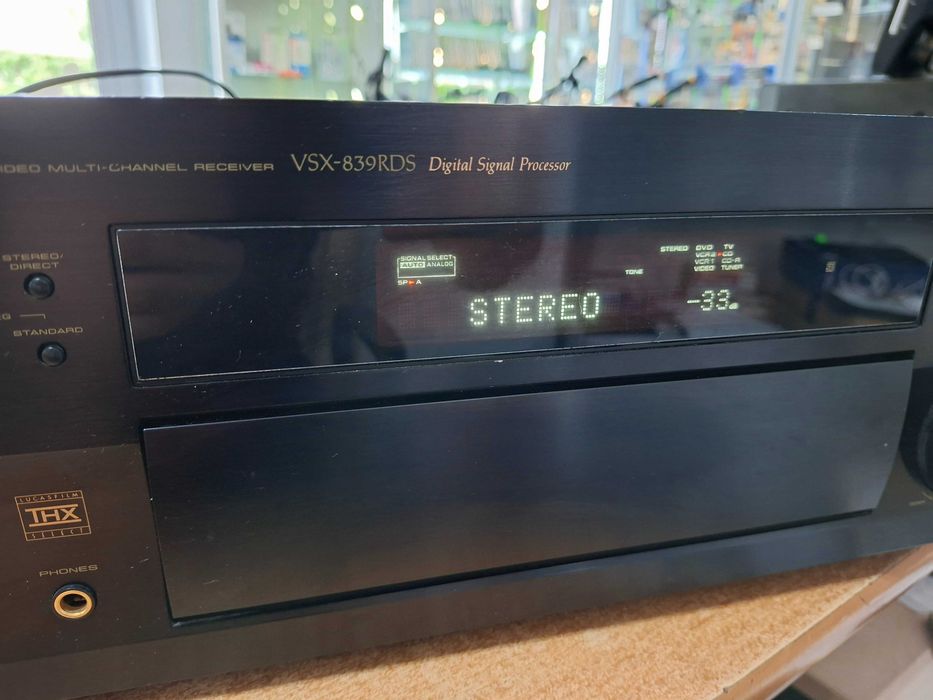 MULTI-CHANNEL RECEIVER VSX-839RDS Digital Signal Processor
STEREO/
DIRECT
STANDARD
SIGNAL SELECT
AUTO ANALOG
SP►A
STEREO DVD TV
VCR2 ►CD
VCR1 CD-R
VIDEO TUNER
TONE
STEREO -33dB
LUCASFILM
THX
SELECT
PHONES